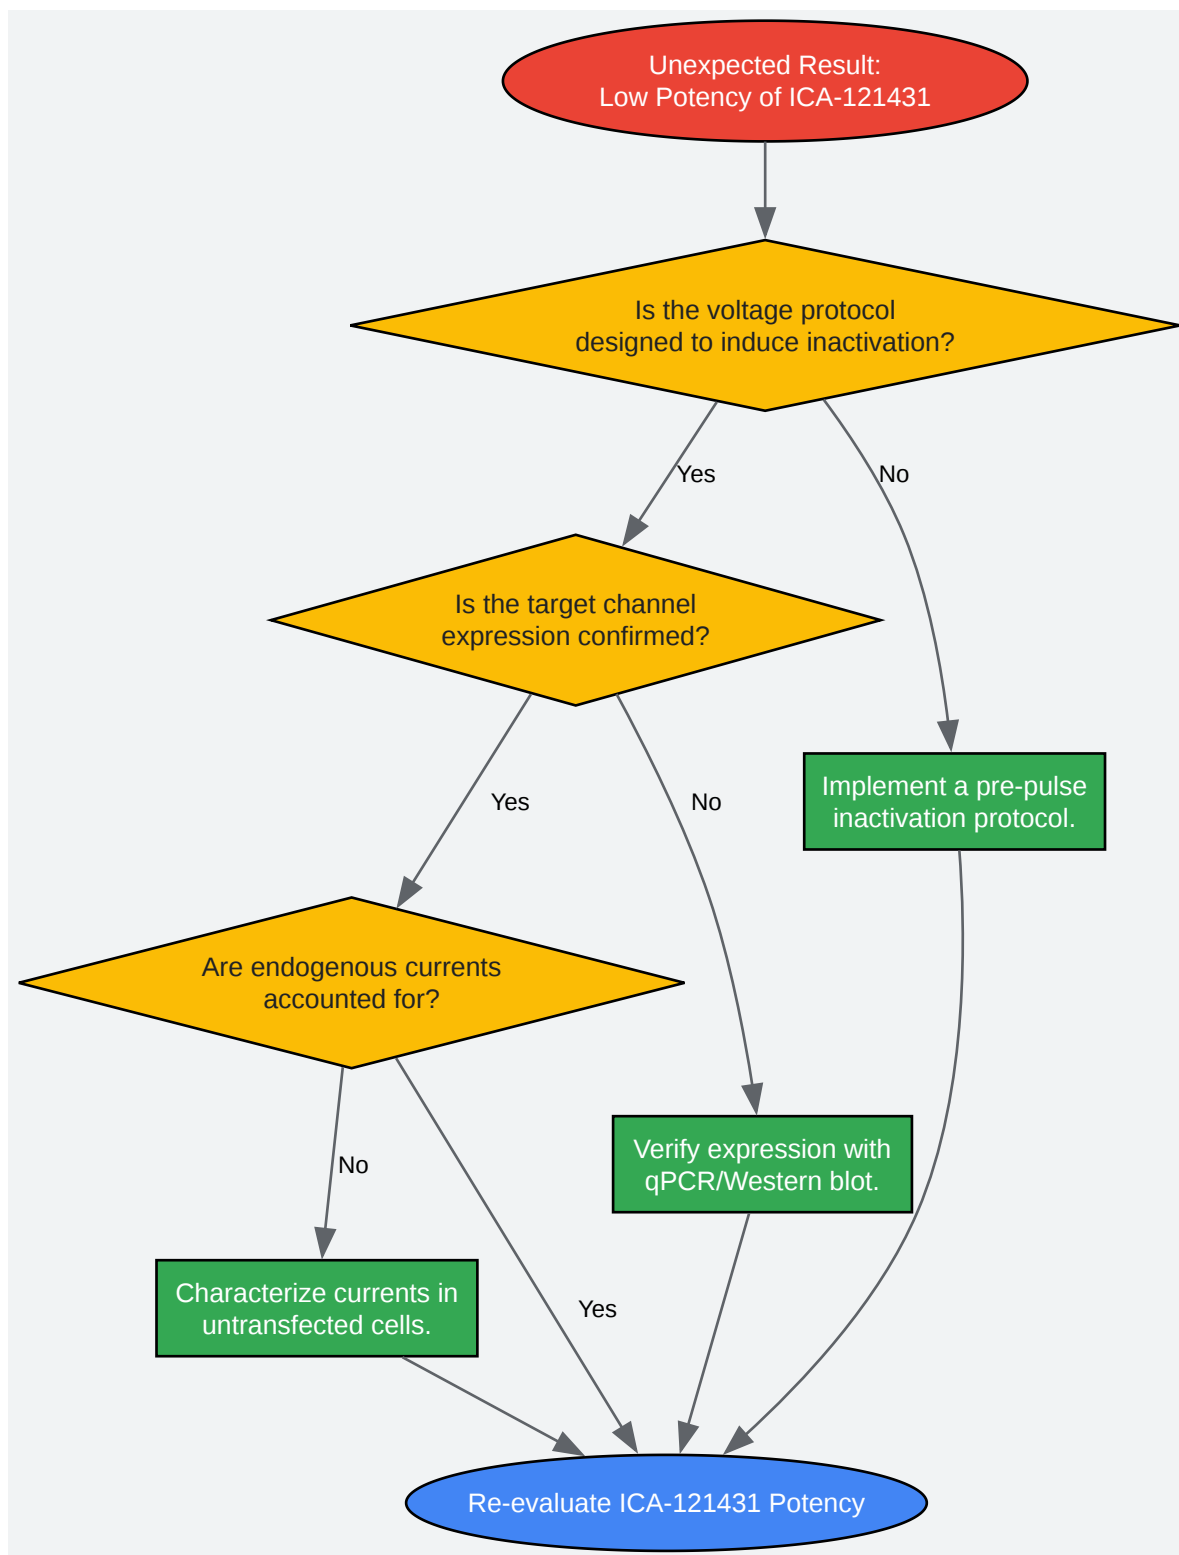 Unexpected Result:
Low Potency of ICA-121431
Is the voltage protocol
designed to induce inactivation?
Yes
No
Is the target channel
expression confirmed?
Yes
No
Implement a pre-pulse
inactivation protocol.
Are endogenous currents
accounted for?
No
Yes
Verify expression with
qPCR/Western blot.
Characterize currents in
untransfected cells.
Re-evaluate ICA-121431 Potency